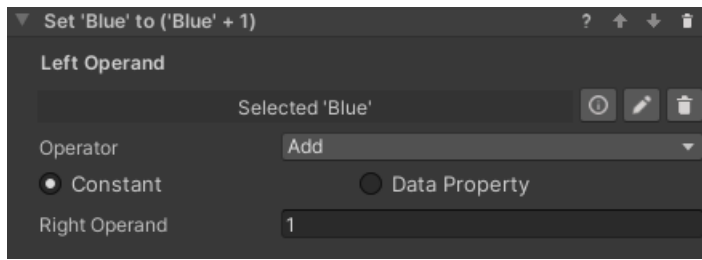 Set 'Blue' to ('Blue' + 1) ?
Left Operand
Selected 'Blue'
Operator Add
Constant Data Property
Right Operand 1